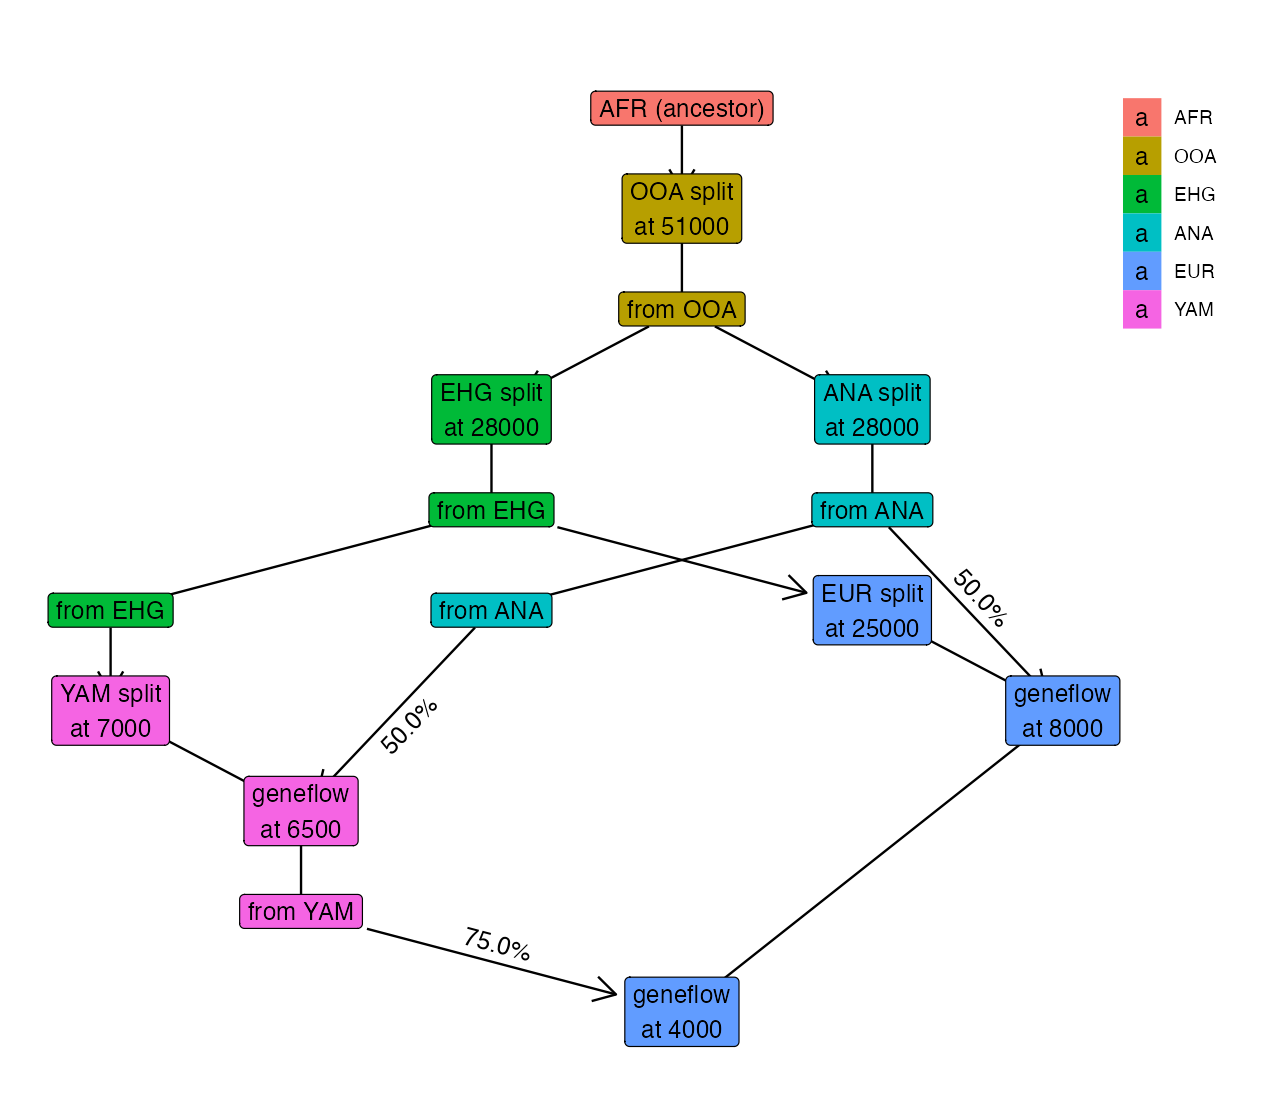 AFR (ancestor)
OOA split
at 51000
from OOA
EHG split
at 28000
ANA split
at 28000
from EHG
from ANA
from EHG
from ANA
EUR split
at 25000
50.0%
YAM split
at 7000
50.0%
geneflow
at 8000
geneflow
at 6500
from YAM
75.0%
geneflow
at 4000
a AFR
a OOA
a EHG
a ANA
a EUR
a YAM